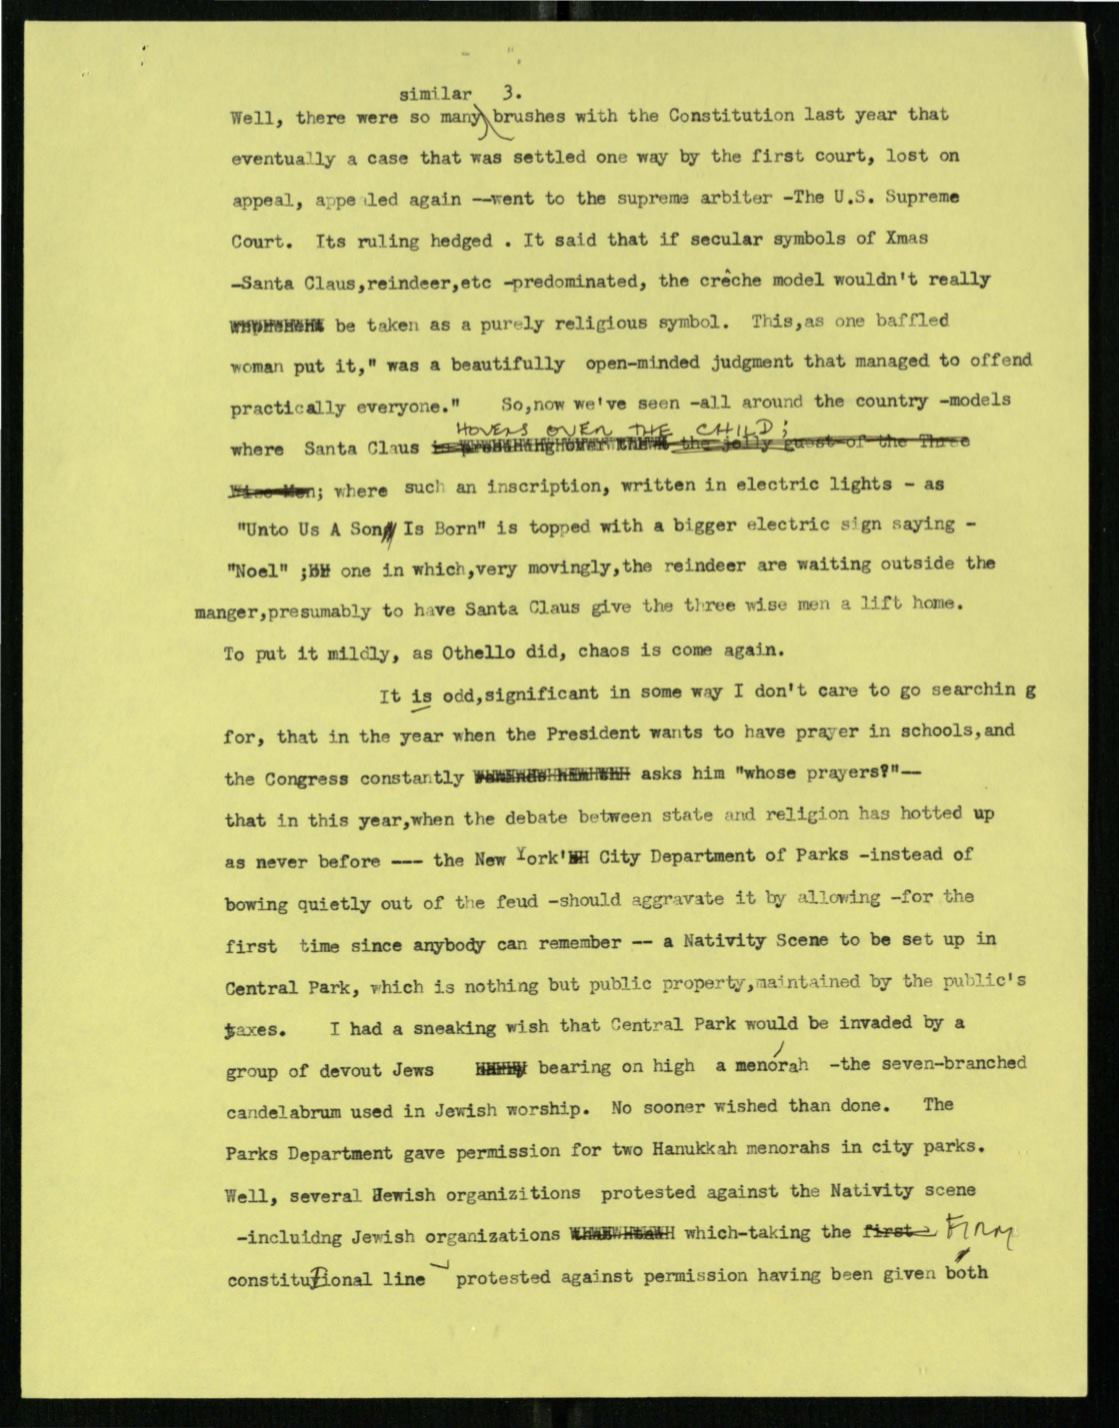 similar 3.
Well, there were so many brushes with the Constitution last year that
eventually a case that was settled one way by the first court, lost on
appeal, appealed again --went to the supreme arbiter -The U.S. Supreme
Court. Its ruling hedged . It said that if secular symbols of Xmas
-Santa Claus,reindeer,etc -predominated, the crêche model wouldn't really
be taken as a purely religious symbol. This,as one baffled
woman put it," was a beautifully open-minded judgment that managed to offend
practically everyone." So,now we've seen -all around the country -models
HOVERS OVER THE CHILD;
where Santa Claus the jolly guest of the Three
Wise Men; where such an inscription, written in electric lights - as
"Unto Us A Son Is Born" is topped with a bigger electric sign saying -
"Noel" ; one in which,very movingly,the reindeer are waiting outside the
manger,presumably to have Santa Claus give the three wise men a lift home.
To put it mildly, as Othello did, chaos is come again.
It is odd,significant in some way I don't care to go searchin g
for, that in the year when the President wants to have prayer in schools,and
the Congress constantly asks him "whose prayers?"--
that in this year,when the debate between state and religion has hotted up
as never before --- the New York' City Department of Parks -instead of
bowing quietly out of the feud -should aggravate it by allowing -for the
first time since anybody can remember -- a Nativity Scene to be set up in
Central Park, which is nothing but public property,maintained by the public's
taxes. I had a sneaking wish that Central Park would be invaded by a
group of devout Jews bearing on high a menorah -the seven-branched
candelabrum used in Jewish worship. No sooner wished than done. The
Parks Department gave permission for two Hanukkah menorahs in city parks.
Well, several Jewish organizitions protested against the Nativity scene
-incluidng Jewish organizations which-taking the first FIRM
constitutional line protested against permission having been given both